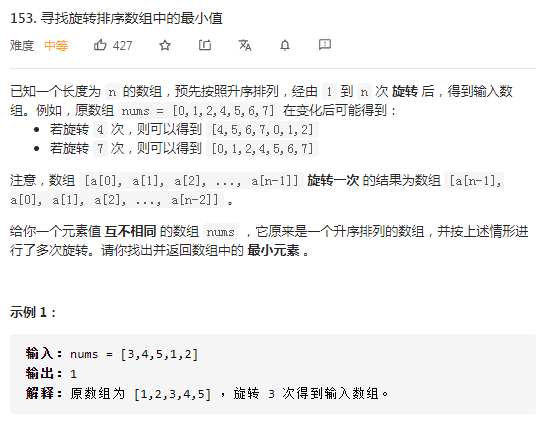 153. 寻找旋转排序数组中的最小值
难度 中等 427
已知一个长度为 n 的数组，预先按照升序排列，经由 1 到 n 次 旋转 后，得到输入数
组。例如，原数组 nums = [0,1,2,4,5,6,7] 在变化后可能得到：
• 若旋转 4 次，则可以得到 [4,5,6,7,0,1,2]
• 若旋转 7 次，则可以得到 [0,1,2,4,5,6,7]
注意，数组 [a[0], a[1], a[2], ..., a[n-1]] 旋转一次 的结果为数组 [a[n-1],
a[0], a[1], a[2], ..., a[n-2]] 。
给你一个元素值 互不相同 的数组 nums ，它原来是一个升序排列的数组，并按上述情形进
行了多次旋转。请你找出并返回数组中的 最小元素 。
示例 1：
输入：nums = [3,4,5,1,2]
输出：1
解释：原数组为 [1,2,3,4,5] ，旋转 3 次得到输入数组。